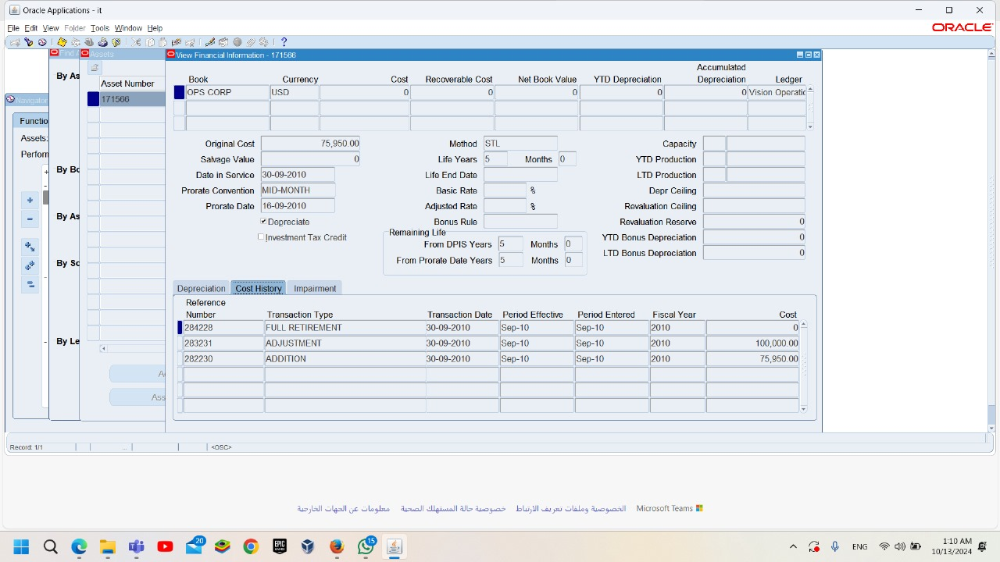 Oracle Applications - it
File Edit View Folder Tools Window Help
ORACLE
Find A
Assets
View Financial Information - 171566
Navigator
Functio
Assets:
Perform
By As
By Bo
By As
By So
By Le
Asset Number
171566
Accumulated
Book Currency Cost Recoverable Cost Net Book Value YTD Depreciation Depreciation Ledger
OPS CORP USD 0 0 0 0 0 Vision Operatic
Original Cost 75,950.00 Method STL Capacity
Salvage Value 0 Life Years 5 Months 0 YTD Production
Date in Service 30-09-2010 Life End Date LTD Production
Prorate Convention MID-MONTH Basic Rate % Depr Ceiling
Prorate Date 16-09-2010 Adjusted Rate % Revaluation Ceiling
Depreciate Bonus Rule Revaluation Reserve 0
Investment Tax Credit Remaining Life YTD Bonus Depreciation 0
From DPIS Years 5 Months 0 LTD Bonus Depreciation 0
From Prorate Date Years 5 Months 0
Depreciation Cost History Impairment
Reference
Number Transaction Type Transaction Date Period Effective Period Entered Fiscal Year Cost
284228 FULL RETIREMENT 30-09-2010 Sep-10 Sep-10 2010 0
283231 ADJUSTMENT 30-09-2010 Sep-10 Sep-10 2010 100,000.00
282230 ADDITION 30-09-2010 Sep-10 Sep-10 2010 75,950.00
A
Ass
Record: 1/1 ... <OSC>
Microsoft Teams الخصوصية وملفات تعريف الارتباط خصوصية حالة المستهلك الصحية معلومات عن الجهات الخارجية
20
EPIC GAMES
15
ENG
1:10 AM
10/13/2024